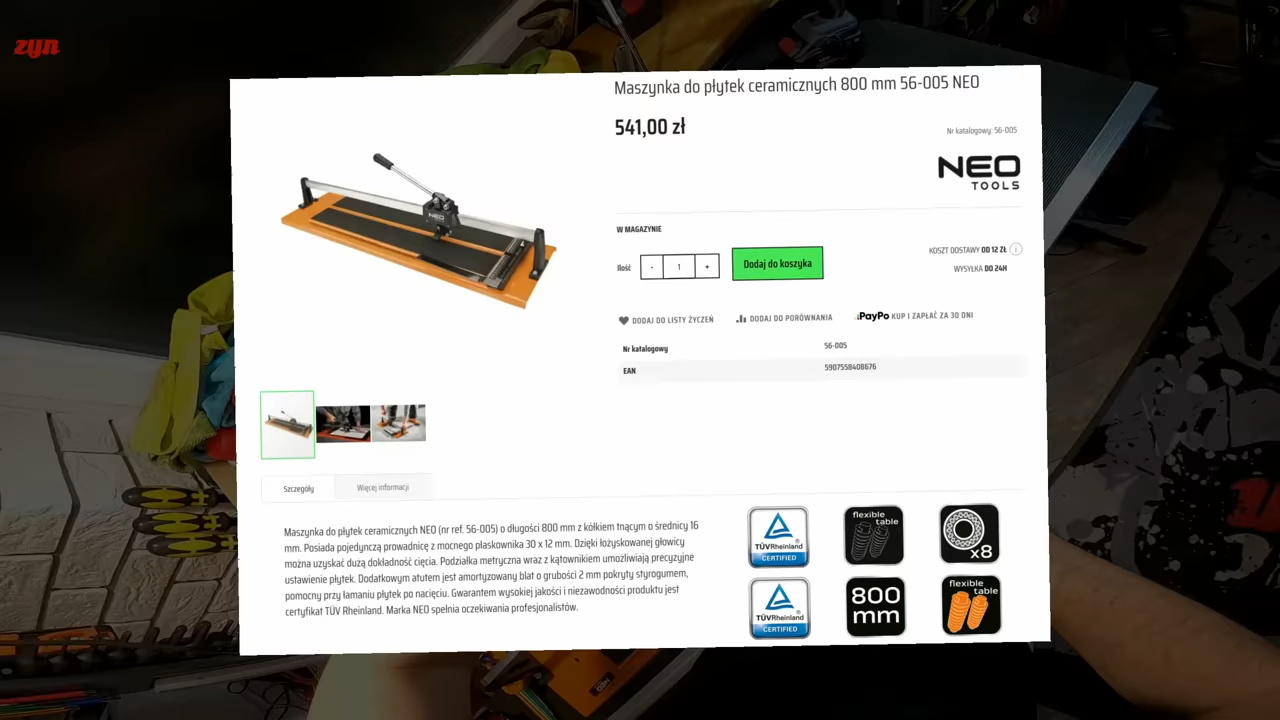 zyn
Maszynka do płytek ceramicznych 800 mm 56-005 NEO
541,00 zł
Nr katalogowy: 56-005
NEO
TOOLS
NEO
W MAGAZYNIE
Ilość
-
1
+
Dodaj do koszyka
KOSZT DOSTAWY OD 12 ZŁ i
WYSYŁKA DO 24H
DODAJ DO LISTY ŻYCZEŃ
DODAJ DO PORÓWNANIA
PayPo KUP I ZAPŁAĆ ZA 30 DNI
Nr katalogowy 56-005
EAN 5907558408676
Szczegóły
Więcej informacji
Maszynka do płytek ceramicznych NEO (nr ref. 56-005) o długości 800 mm z kółkiem tnącym o średnicy 16
mm. Posiada pojedynczą prowadnicę z mocnego płaskownika 30 x 12 mm. Dzięki łożyskowanej głowicy
można uzyskać dużą dokładność cięcia. Podziałka metryczna wraz z kątownikiem umożliwiają precyzyjne
ustawienie płytek. Dodatkowym atutem jest amortyzowany blat o grubości 2 mm pokryty styrogumem,
pomocny przy łamaniu płytek po nacięciu. Gwarantem wysokiej jakości i niezawodności produktu jest
certyfikat TÜV Rheinland. Marka NEO spełnia oczekiwania profesjonalistów.
TÜVRheinland
CERTIFIED
flexible
table
x8
TÜVRheinland
CERTIFIED
800
mm
flexible
table
NEO